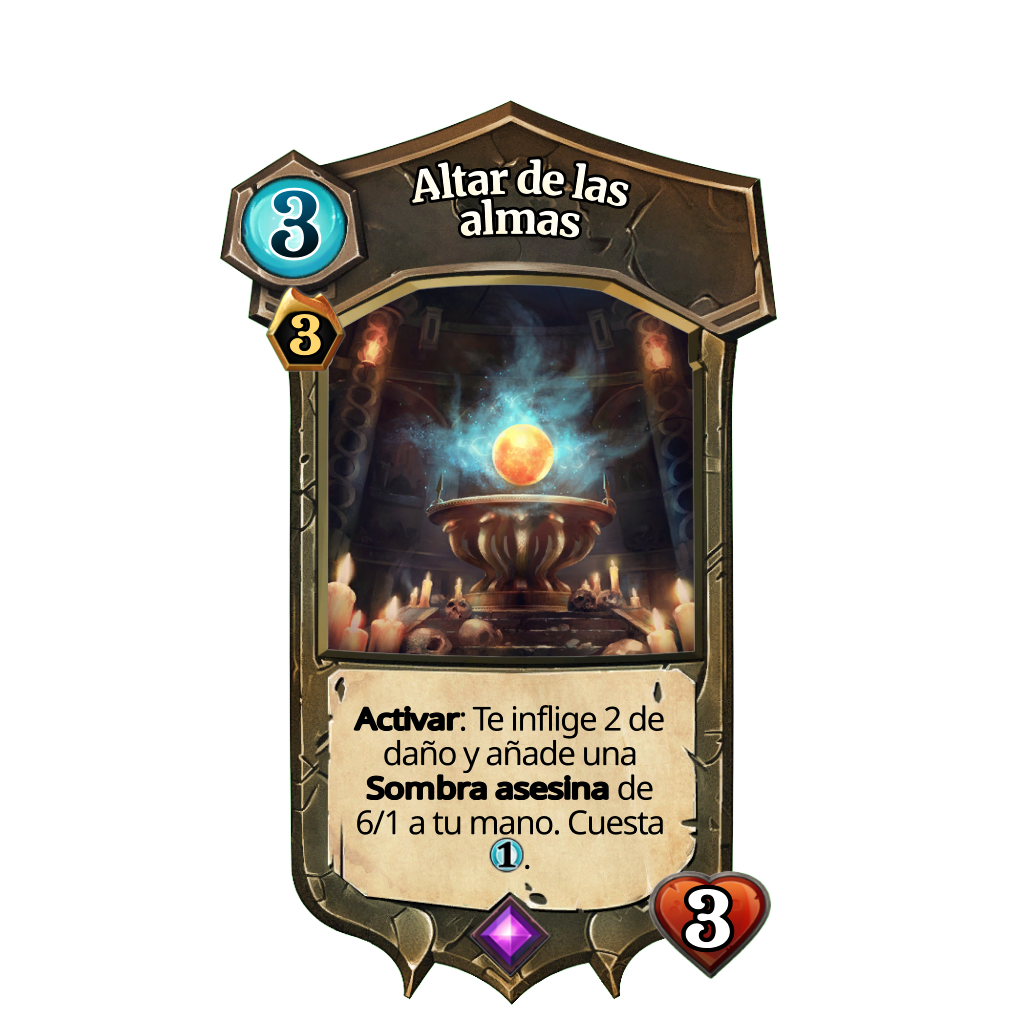 Altar de las
almas
3
3
Activar: Te inflige 2 de
daño y añade una
Sombra asesina de
6/1 a tu mano. Cuesta
1.
3